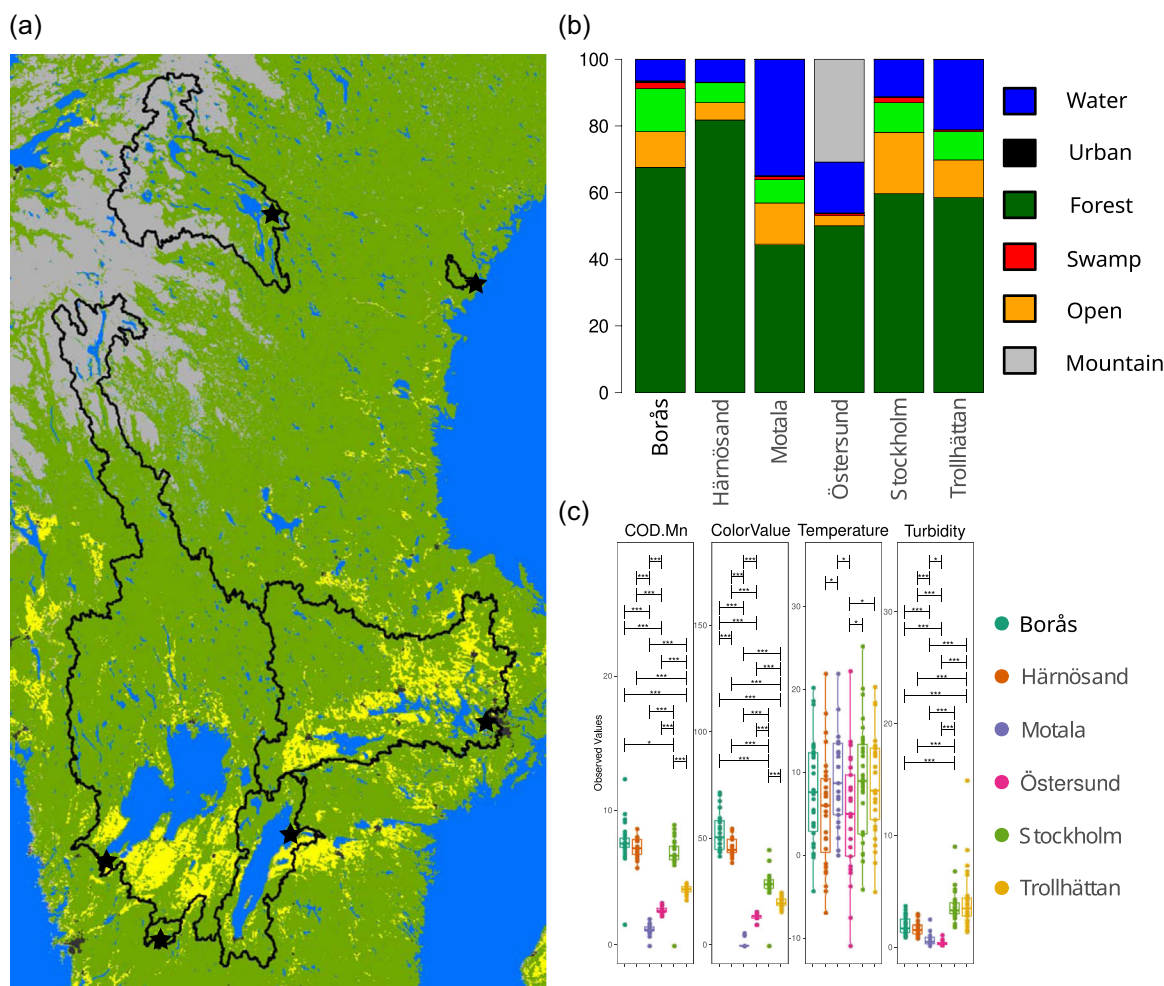 (a)
(b)
100
80
60
40
20
0
Borås
Härnösand
Motala
Östersund
Stockholm
Trollhättan
Water
Urban
Forest
Swamp
Open
Mountain
(c)
COD.Mn
ColorValue
Temperature
Turbidity
Observed Values
20
10
0
150
100
50
0
30
20
10
0
-10
30
20
10
0
*** *** *** *** *** *** *** *** *** *** *** * ***
*** *** *** *** *** *** *** *** *** *** *** *** *** *** ***
* * * *
* *** *** *** *** *** *** *** *** *** *** *** ***
Borås
Härnösand
Motala
Östersund
Stockholm
Trollhättan